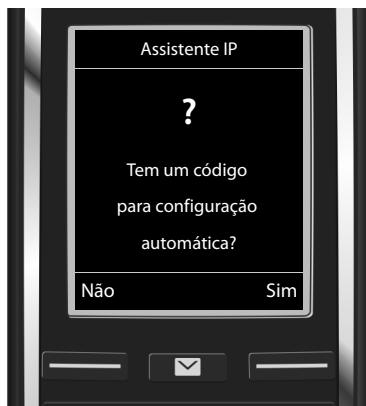 Assistente IP
?
Tem um código
para configuração
automática?
Não Sim